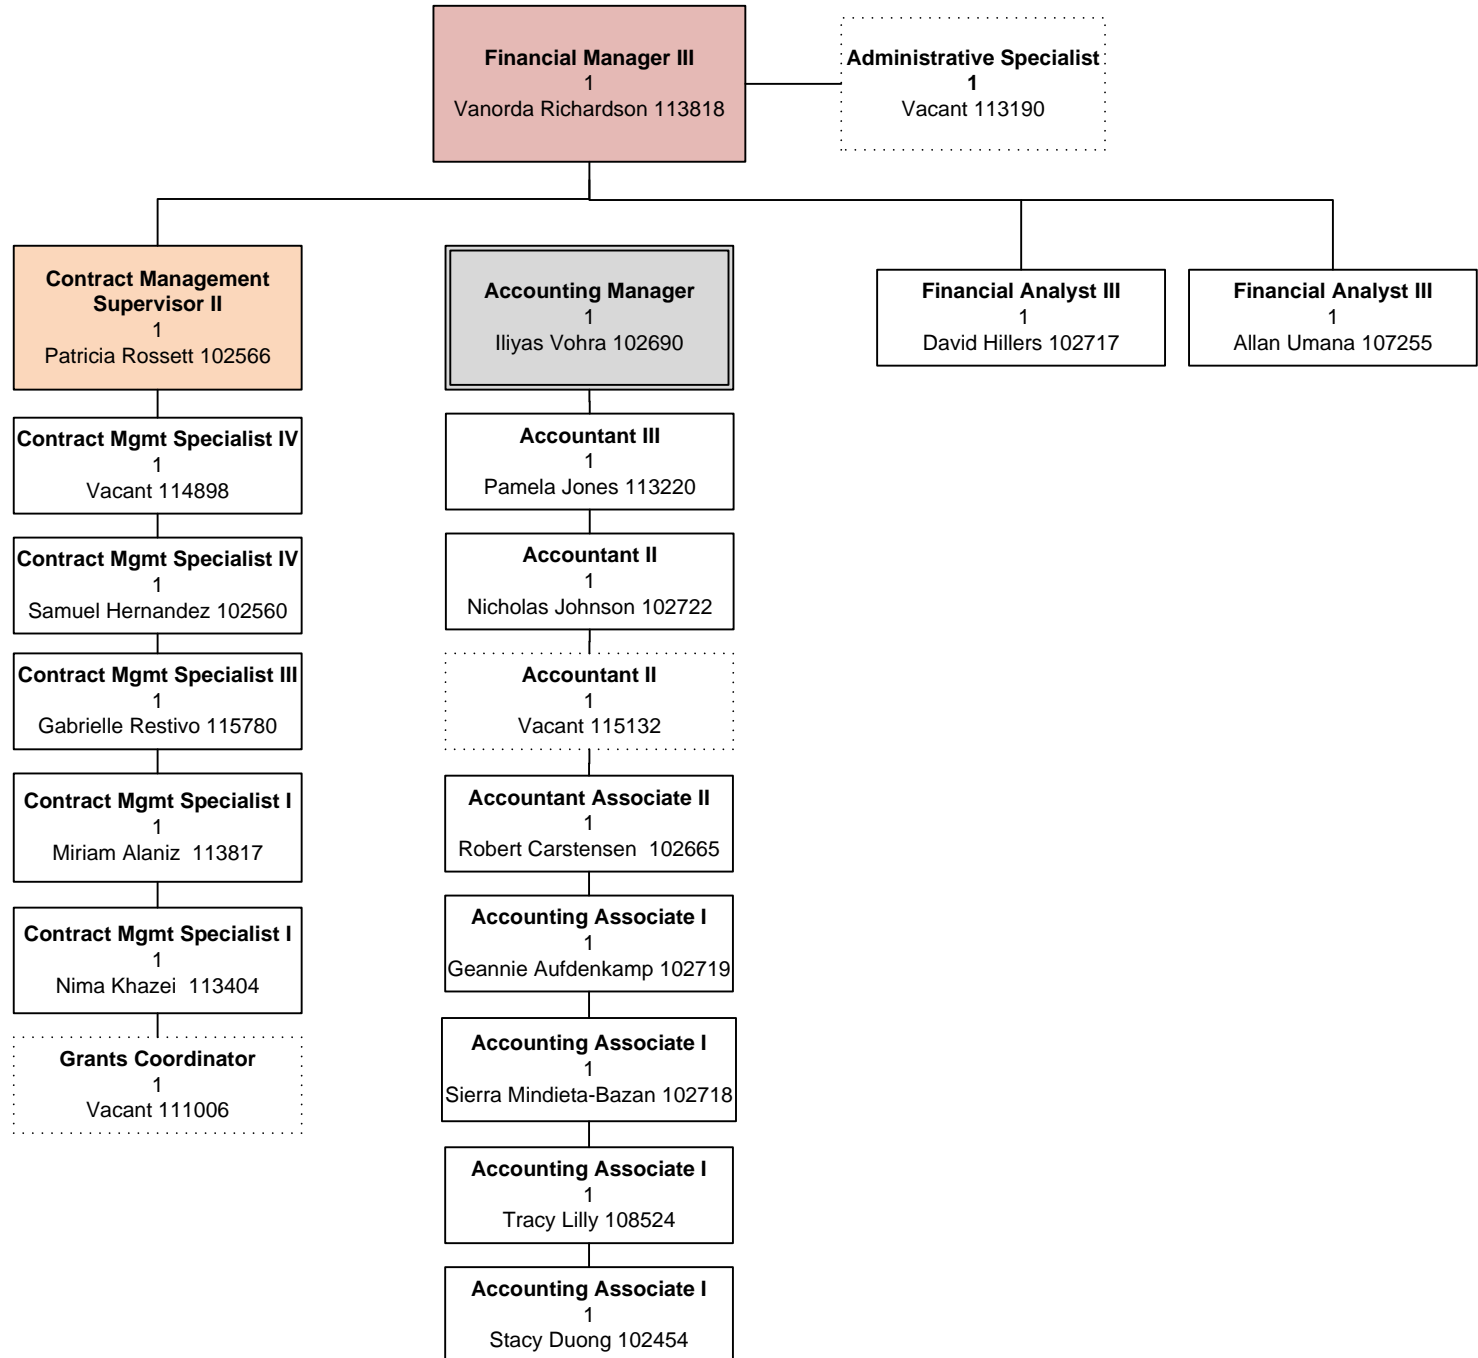 Financial Manager III
1
Vanorda Richardson 113818
Administrative Specialist
1
Vacant 113190
Contract Management
Supervisor II
1
Patricia Rossett 102566
Contract Mgmt Specialist IV
1
Vacant 114898
Contract Mgmt Specialist IV
1
Samuel Hernandez 102560
Contract Mgmt Specialist III
1
Gabrielle Restivo 115780
Contract Mgmt Specialist I
1
Miriam Alaniz  113817
Contract Mgmt Specialist I
1
Nima Khazei  113404
Grants Coordinator
1
Vacant 111006
Accounting Manager
1
Iliyas Vohra 102690
Accountant III
1
Pamela Jones 113220
Accountant II
1
Nicholas Johnson 102722
Accountant II
1
Vacant 115132
Accountant Associate II
1
Robert Carstensen  102665
Accounting Associate I
1
Geannie Aufdenkamp 102719
Accounting Associate I
1
Sierra Mindieta-Bazan 102718
Accounting Associate I
1
Tracy Lilly 108524
Accounting Associate I
1
Stacy Duong 102454
Financial Analyst III
1
David Hillers 102717
Financial Analyst III
1
Allan Umana 107255